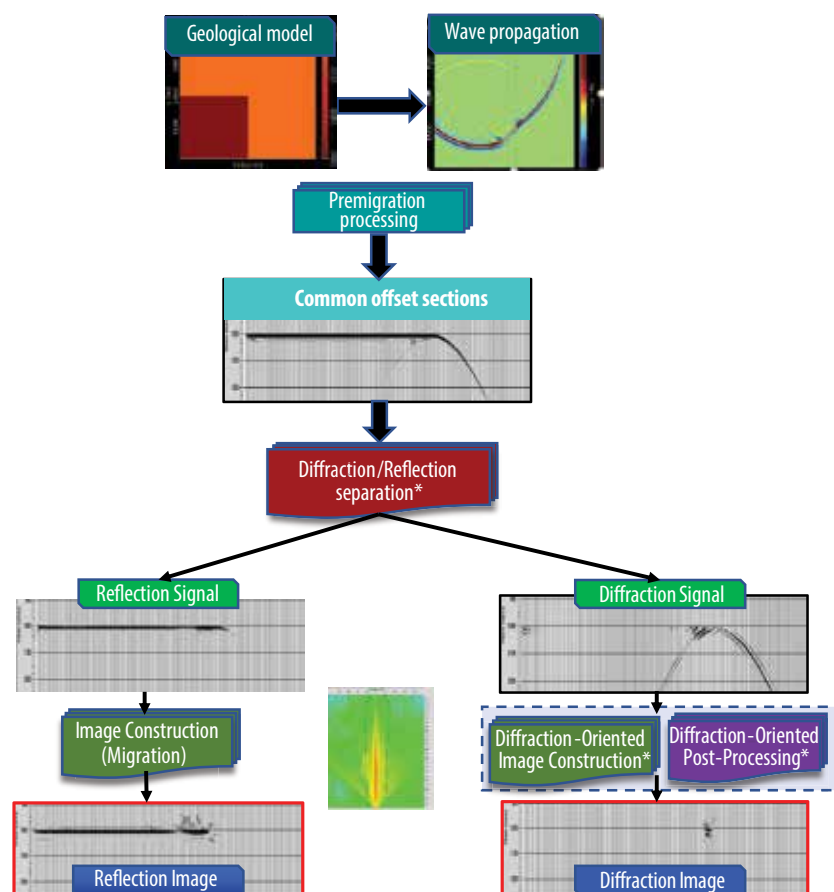 Geological model
Wave propagation
Premigration
processing
Common offset sections
Diffraction/Reflection
separation*
Reflection Signal
Diffraction Signal
Image Construction
(Migration)
Diffraction-Oriented
Image Construction*
Diffraction-Oriented
Post-Processing*
Reflection Image
Diffraction Image